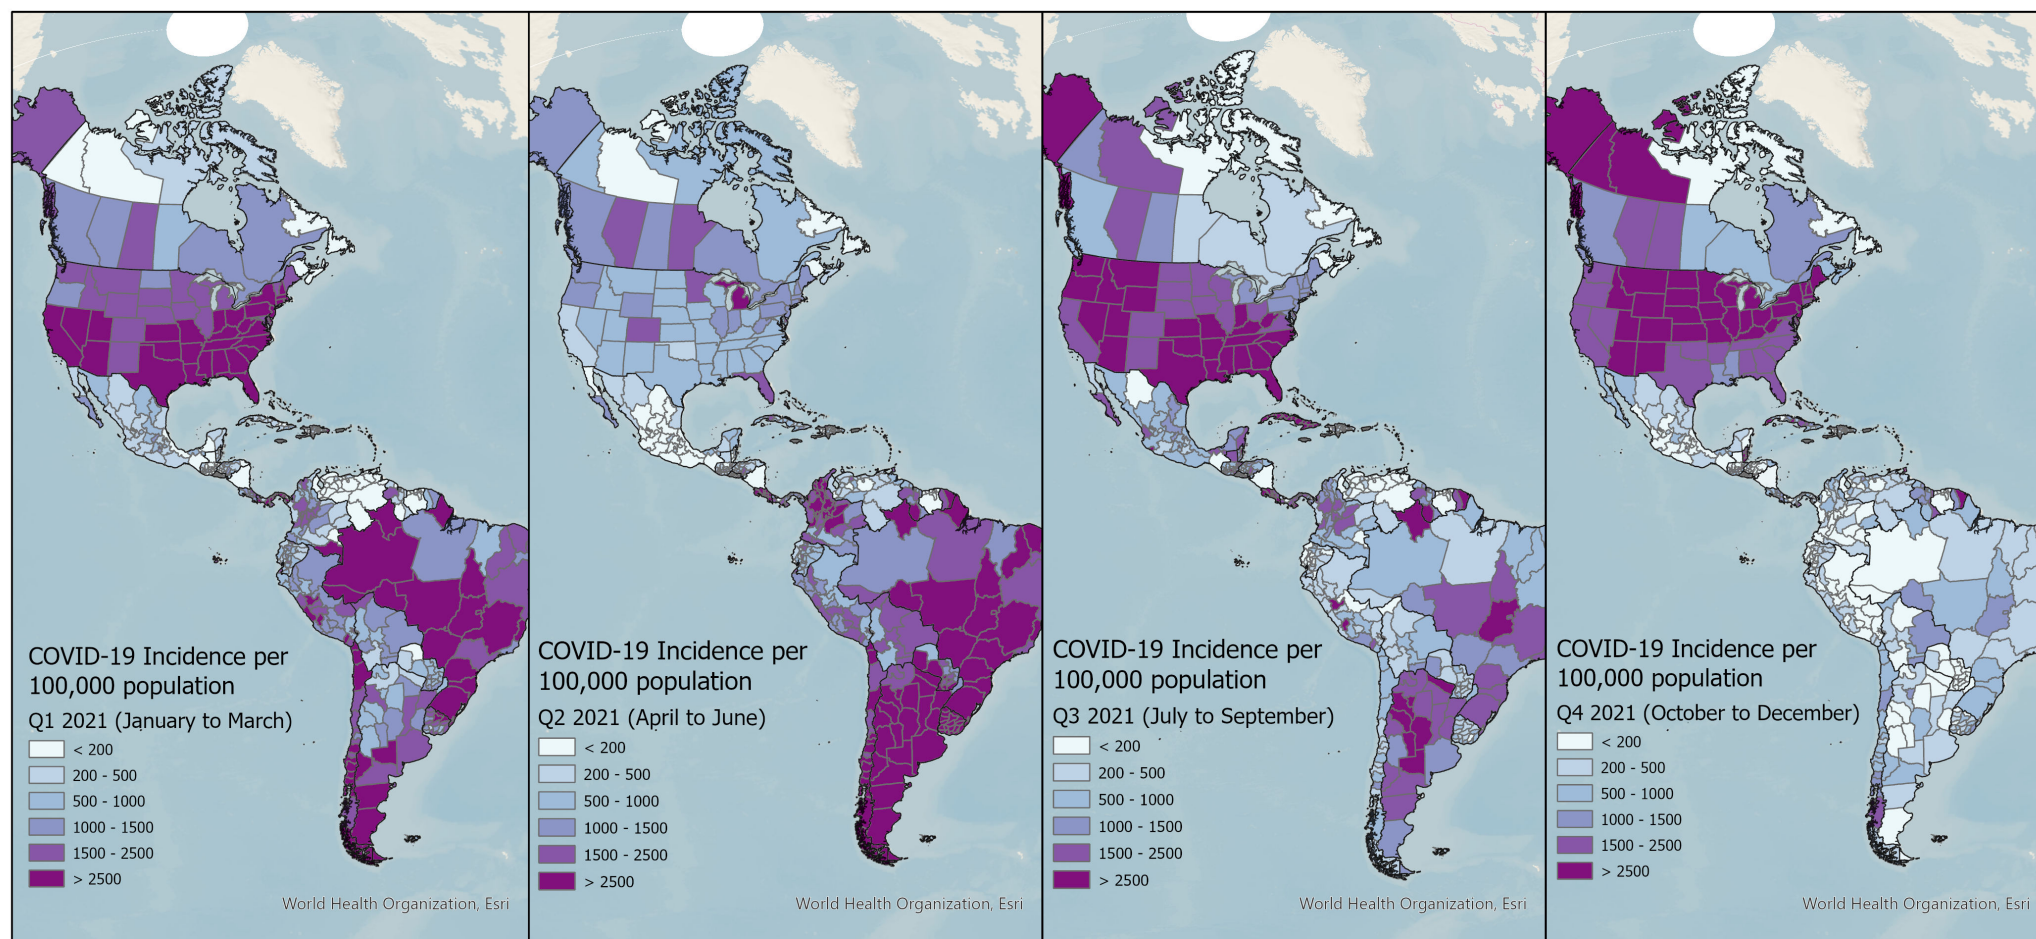 COVID-19 Incidence per
100,000 population
Q1 2021 (January to March)
< 200
200 - 500
500 - 1000
1000 - 1500
1500 - 2500
> 2500
World Health Organization, Esri
COVID-19 Incidence per
100,000 population
Q2 2021 (April to June)
< 200
200 - 500
500 - 1000
1000 - 1500
1500 - 2500
> 2500
World Health Organization, Esri
COVID-19 Incidence per
100,000 population
Q3 2021 (July to September)
< 200
200 - 500
500 - 1000
1000 - 1500
1500 - 2500
> 2500
World Health Organization, Esri
COVID-19 Incidence per
100,000 population
Q4 2021 (October to December)
< 200
200 - 500
500 - 1000
1000 - 1500
1500 - 2500
> 2500
World Health Organization, Esri